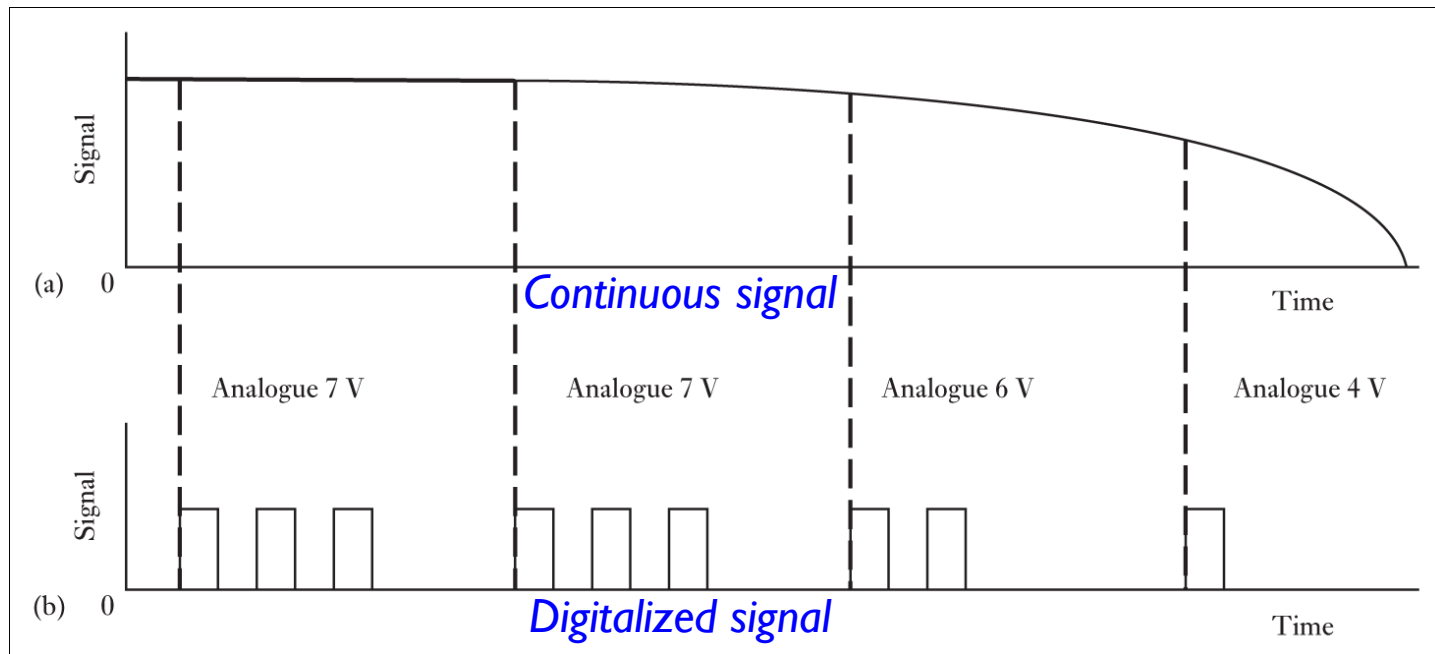 Signal
(a)
0
Continuous signal
Time
Analogue 7 V
Analogue 7 V
Analogue 6 V
Analogue 4 V
Signal
(b)
0
Digitalized signal
Time